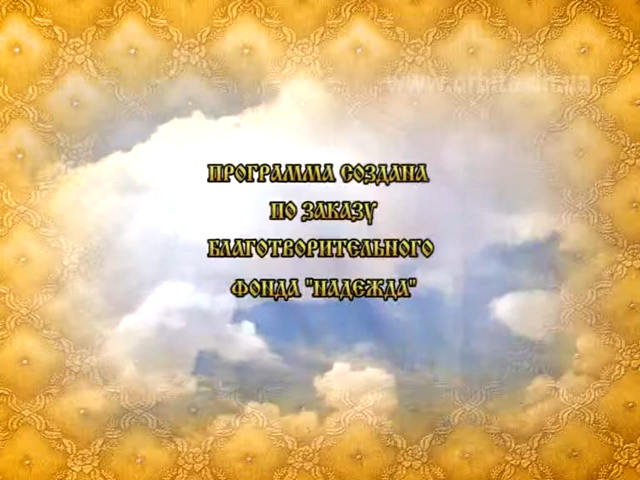 ПРОГРАММА СОЗДАНА
ПО ЗАКАЗУ
БЛАГОТВОРИТЕЛЬНОГО
ФОНДА "НАДЕЖДА"